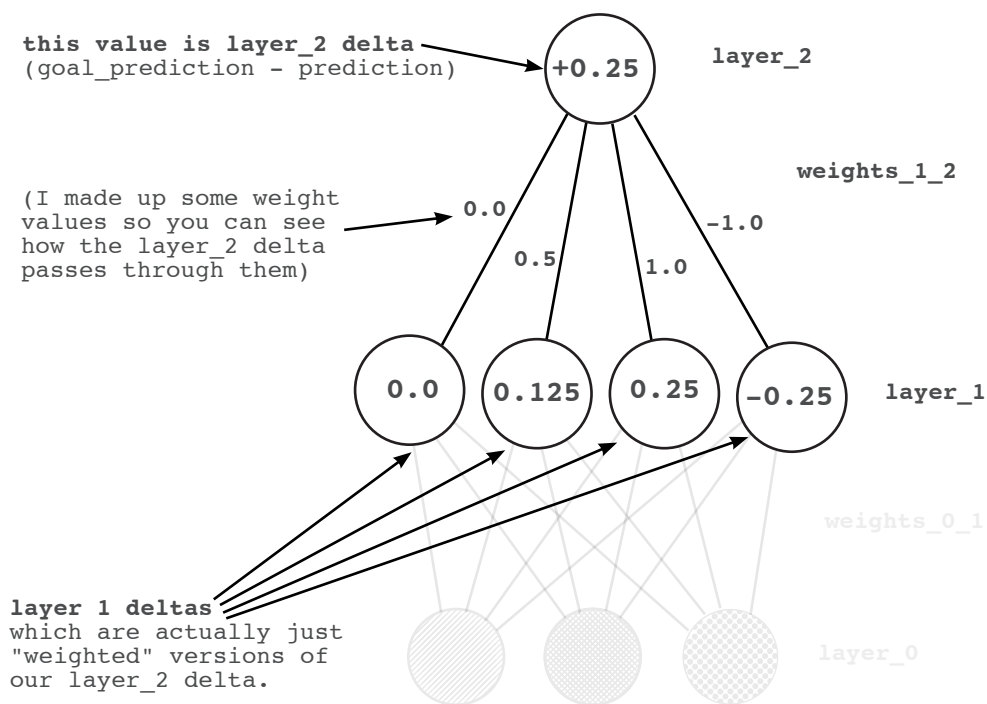 this value is layer_2 delta
(goal_prediction - prediction)
+0.25
layer_2
weights_1_2
(I made up some weight
values so you can see
how the layer_2 delta
passes through them)
0.0
0.5
1.0
-1.0
0.0
0.125
0.25
-0.25
layer_1
weights_0_1
layer 1 deltas
which are actually just
"weighted" versions of
our layer_2 delta.
layer_0